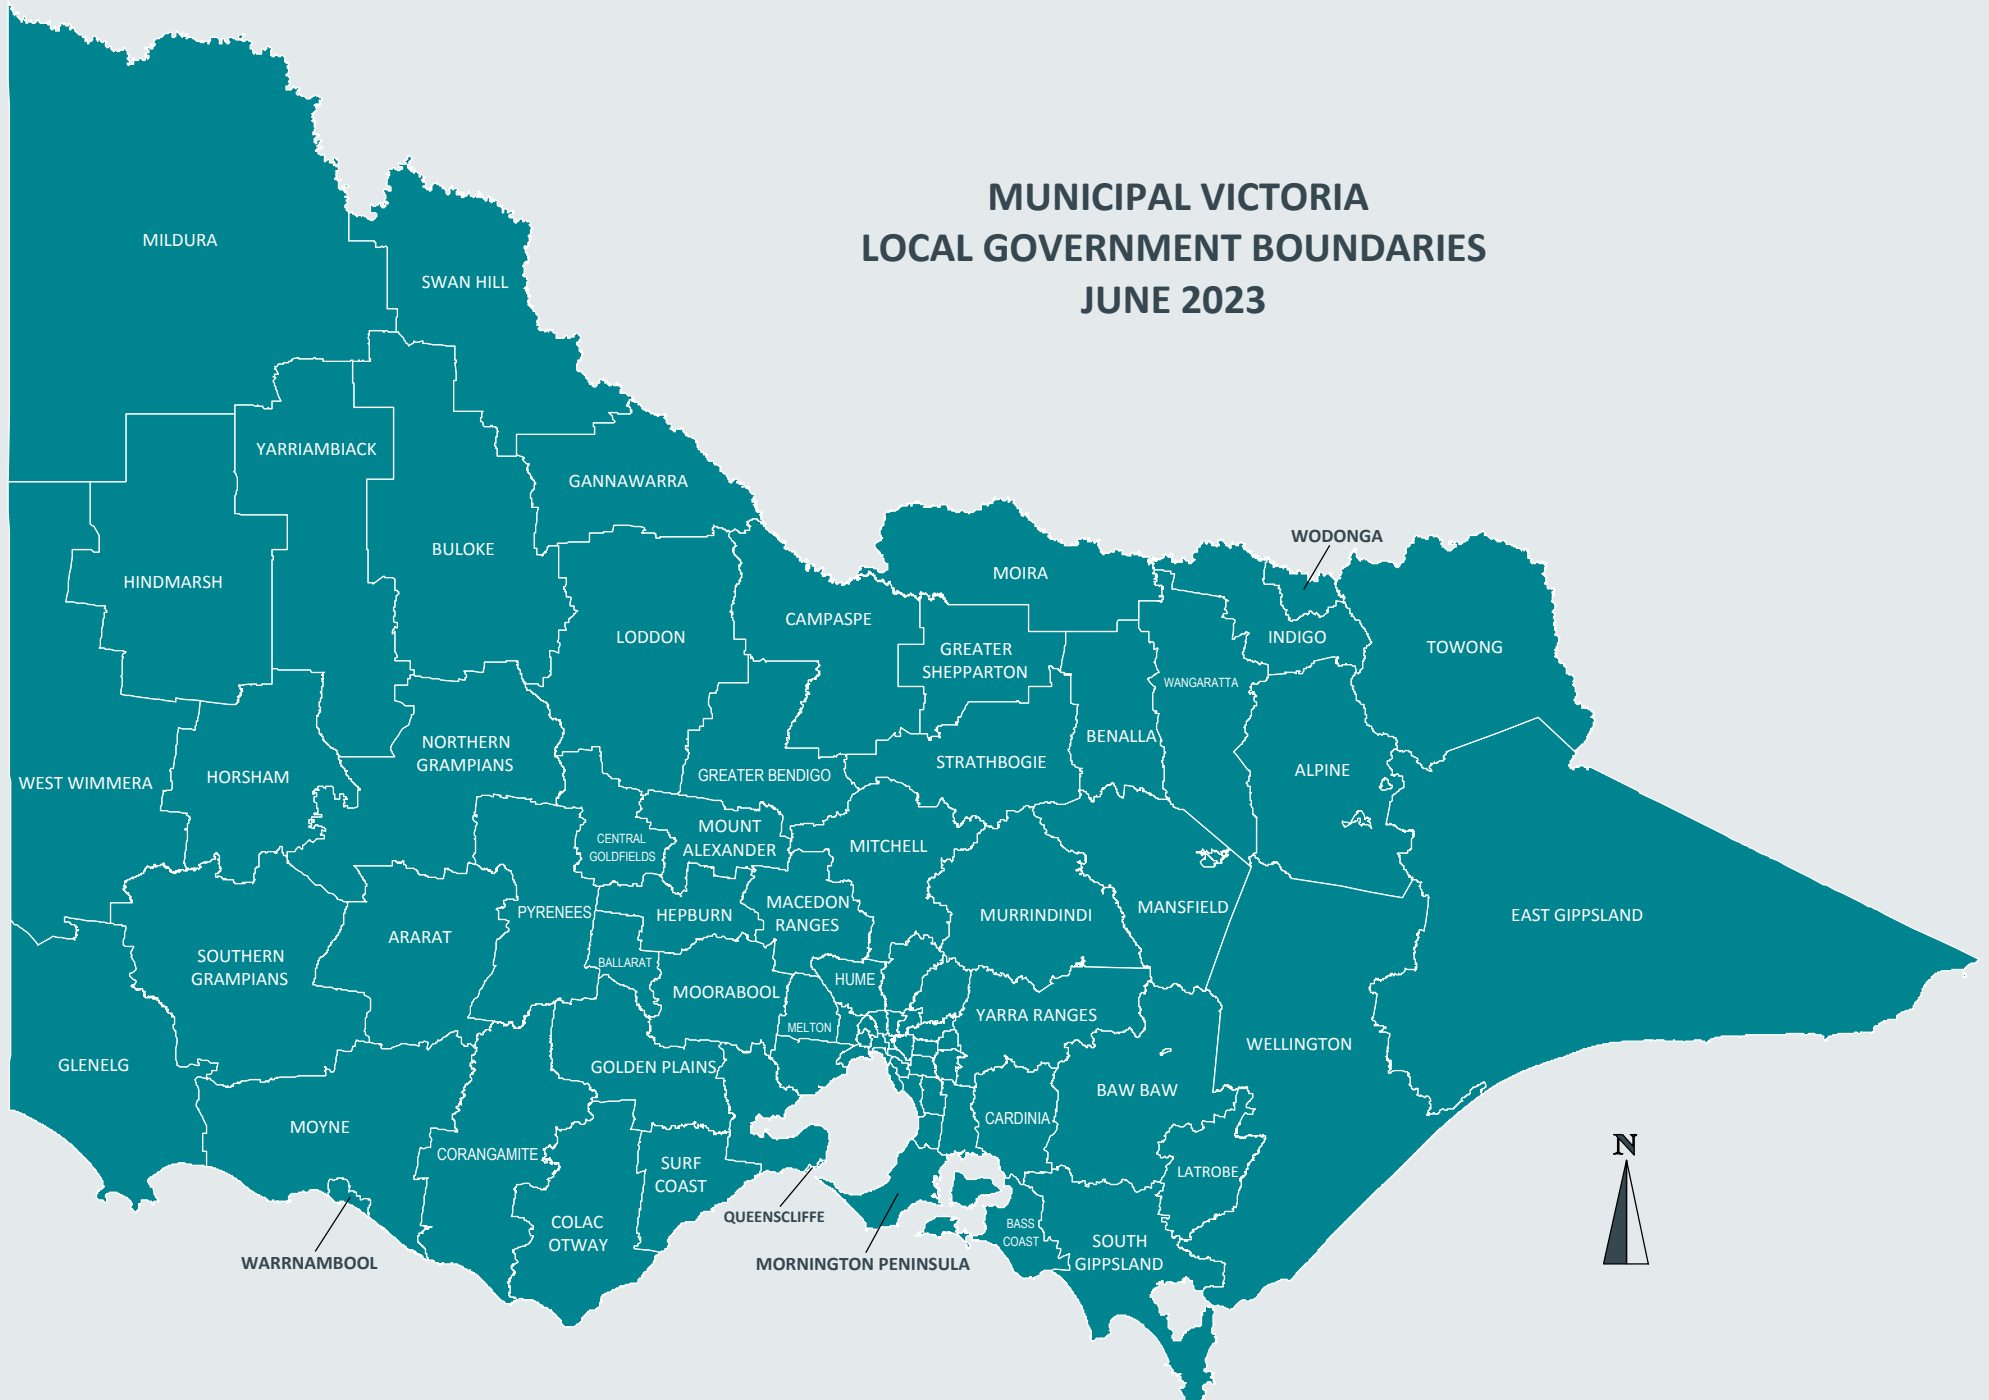 MUNICIPAL VICTORIA
LOCAL GOVERNMENT BOUNDARIES
JUNE 2023
MILDURA
SWAN HILL
YARRIAMBIACK
GANNAWARRA
WODONGA
BULOKE
MOIRA
HINDMARSH
CAMPASPE
LODDON
INDIGO
TOWONG
GREATER
SHEPPARTON
WANGARATTA
NORTHERN
GRAMPIANS
BENALLA
STRATHBOGIE
ALPINE
WEST WIMMERA
HORSHAM
GREATER BENDIGO
MOUNT
ALEXANDER
CENTRAL
GOLDFIELDS
MITCHELL
MACEDON
RANGES
MANSFIELD
PYRENEES
HEPBURN
MURRINDINDI
EAST GIPPSLAND
ARARAT
SOUTHERN
GRAMPIANS
BALLARAT
HUME
MOORABOOL
YARRA RANGES
MELTON
WELLINGTON
GLENELG
GOLDEN PLAINS
BAW BAW
CARDINIA
MOYNE
CORANGAMITE
SURF
COAST
LATROBE
N
QUEENSCLIFFE
COLAC
OTWAY
BASS
COAST
SOUTH
GIPPSLAND
WARRNAMBOOL
MORNINGTON PENINSULA